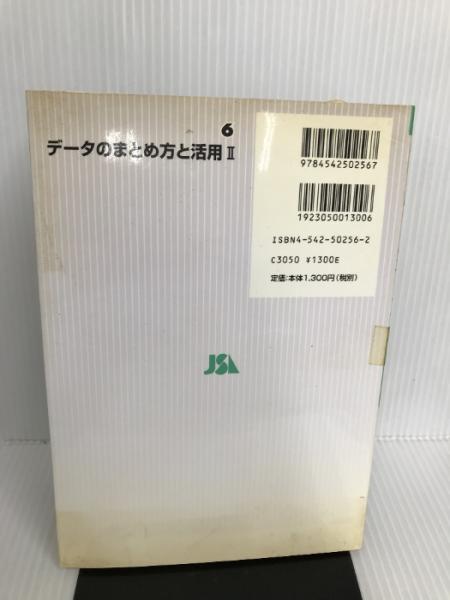 6
データのまとめ方と活用 II
9784542502567
1923050013006
ISBN4-542-50256-2
C3050 ¥1300E
定価:本体1,300円(税別)
JSA